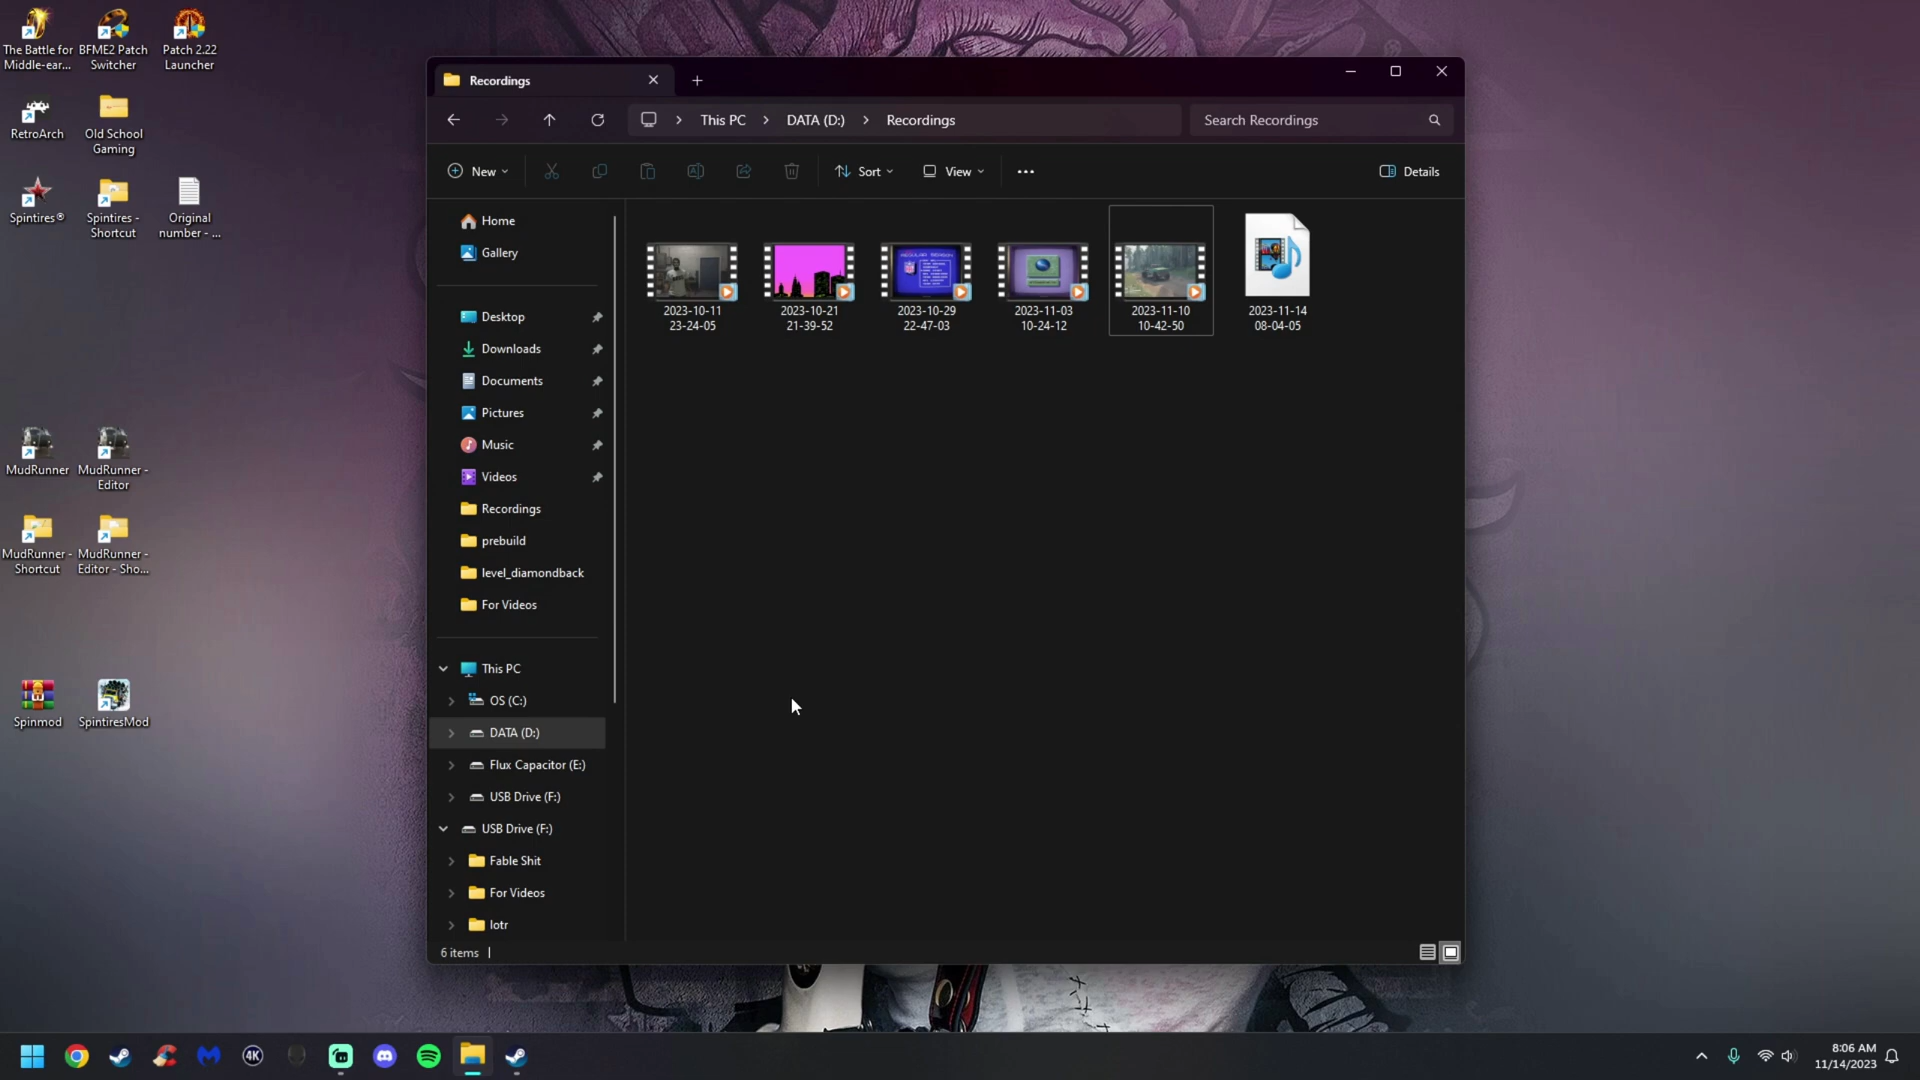 The Battle for
Middle-ear...
BFME2 Patch
Switcher
Patch 2.22
Launcher
RetroArch
Old School
Gaming
Spintires®
Spintires -
Shortcut
Original
number - ...
MudRunner
MudRunner -
Editor
MudRunner -
Shortcut
MudRunner -
Editor - Sho...
Spinmod
SpintiresMod
Recordings
This PC
DATA (D:)
Recordings
Search Recordings
New
Sort
View
Details
Home
Gallery
Desktop
Downloads
Documents
Pictures
Music
Videos
Recordings
prebuild
level_diamondback
For Videos
This PC
OS (C:)
DATA (D:)
Flux Capacitor (E:)
USB Drive (F:)
USB Drive (F:)
Fable Shit
For Videos
lotr
2023-10-11
23-24-05
2023-10-21
21-39-52
REGULAR SEASON
2023-10-29
22-47-03
2023-11-03
10-24-12
2023-11-10
10-42-50
2023-11-14
08-04-05
6 items
4K
8:06 AM
11/14/2023